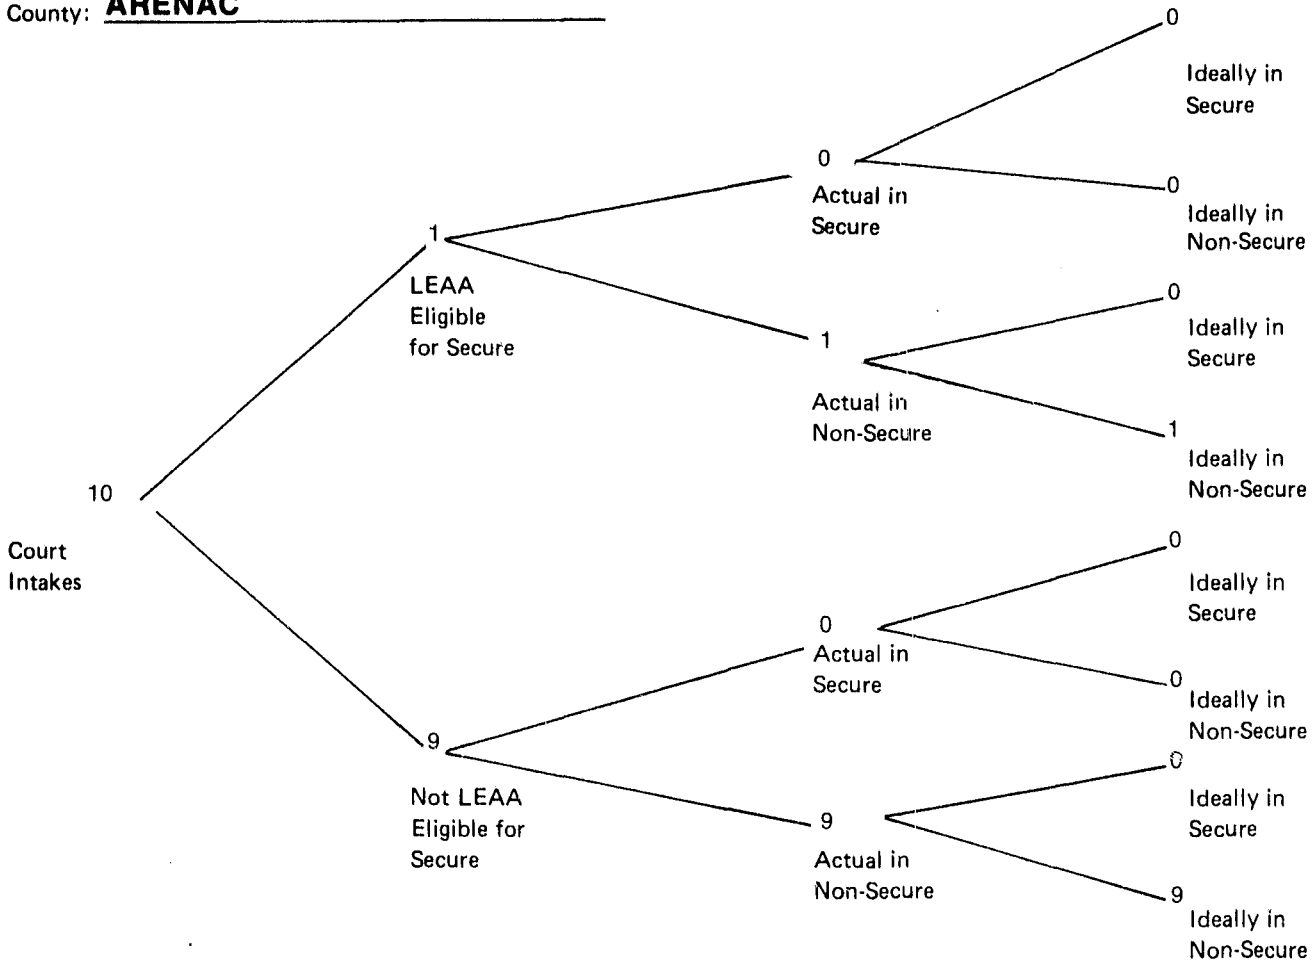 County: ARENAC
0
Ideally in
Secure
0
Actual in
Secure
0
Ideally in
Non-Secure
1
LEAA
Eligible
for Secure
0
Ideally in
Secure
1
Actual in
Non-Secure
1
Ideally in
Non-Secure
10
Court
Intakes
0
Ideally in
Secure
0
Actual in
Secure
0
Ideally in
Non-Secure
9
Not LEAA
Eligible for
Secure
0
Ideally in
Secure
9
Actual in
Non-Secure
9
Ideally in
Non-Secure